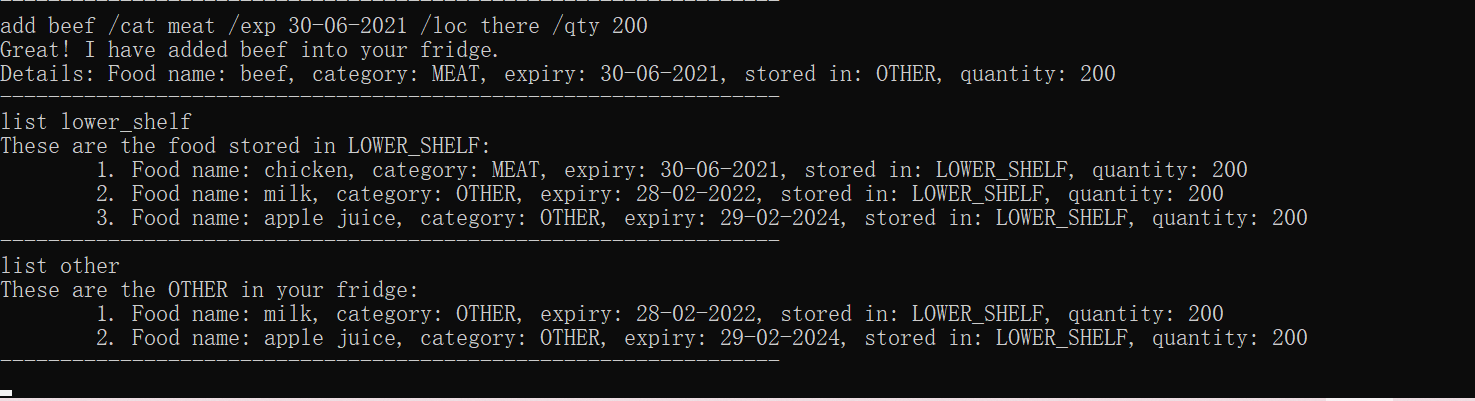 -----------------------------------------------------------------
add beef /cat meat /exp 30-06-2021 /loc there /qty 200
Great! I have added beef into your fridge.
Details: Food name: beef, category: MEAT, expiry: 30-06-2021, stored in: OTHER, quantity: 200
-----------------------------------------------------------------
list lower_shelf
These are the food stored in LOWER_SHELF:
1. Food name: chicken, category: MEAT, expiry: 30-06-2021, stored in: LOWER_SHELF, quantity: 200
2. Food name: milk, category: OTHER, expiry: 28-02-2022, stored in: LOWER_SHELF, quantity: 200
3. Food name: apple juice, category: OTHER, expiry: 29-02-2024, stored in: LOWER_SHELF, quantity: 200
-----------------------------------------------------------------
list other
These are the OTHER in your fridge:
1. Food name: milk, category: OTHER, expiry: 28-02-2022, stored in: LOWER_SHELF, quantity: 200
2. Food name: apple juice, category: OTHER, expiry: 29-02-2024, stored in: LOWER_SHELF, quantity: 200
-----------------------------------------------------------------